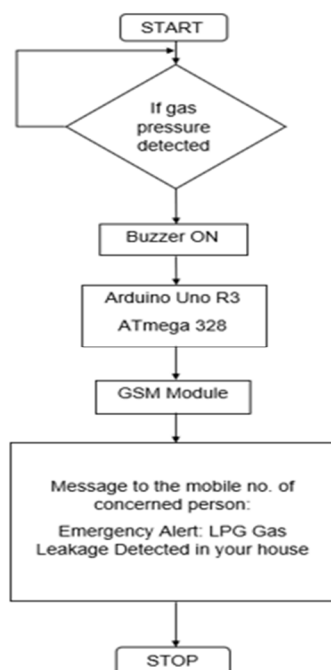 START
If gas
pressure
detected
Buzzer ON
Arduino Uno R3
ATmega 328
GSM Module
Message to the mobile no. of
concerned person:
Emergency Alert: LPG Gas
Leakage Detected in your house
STOP